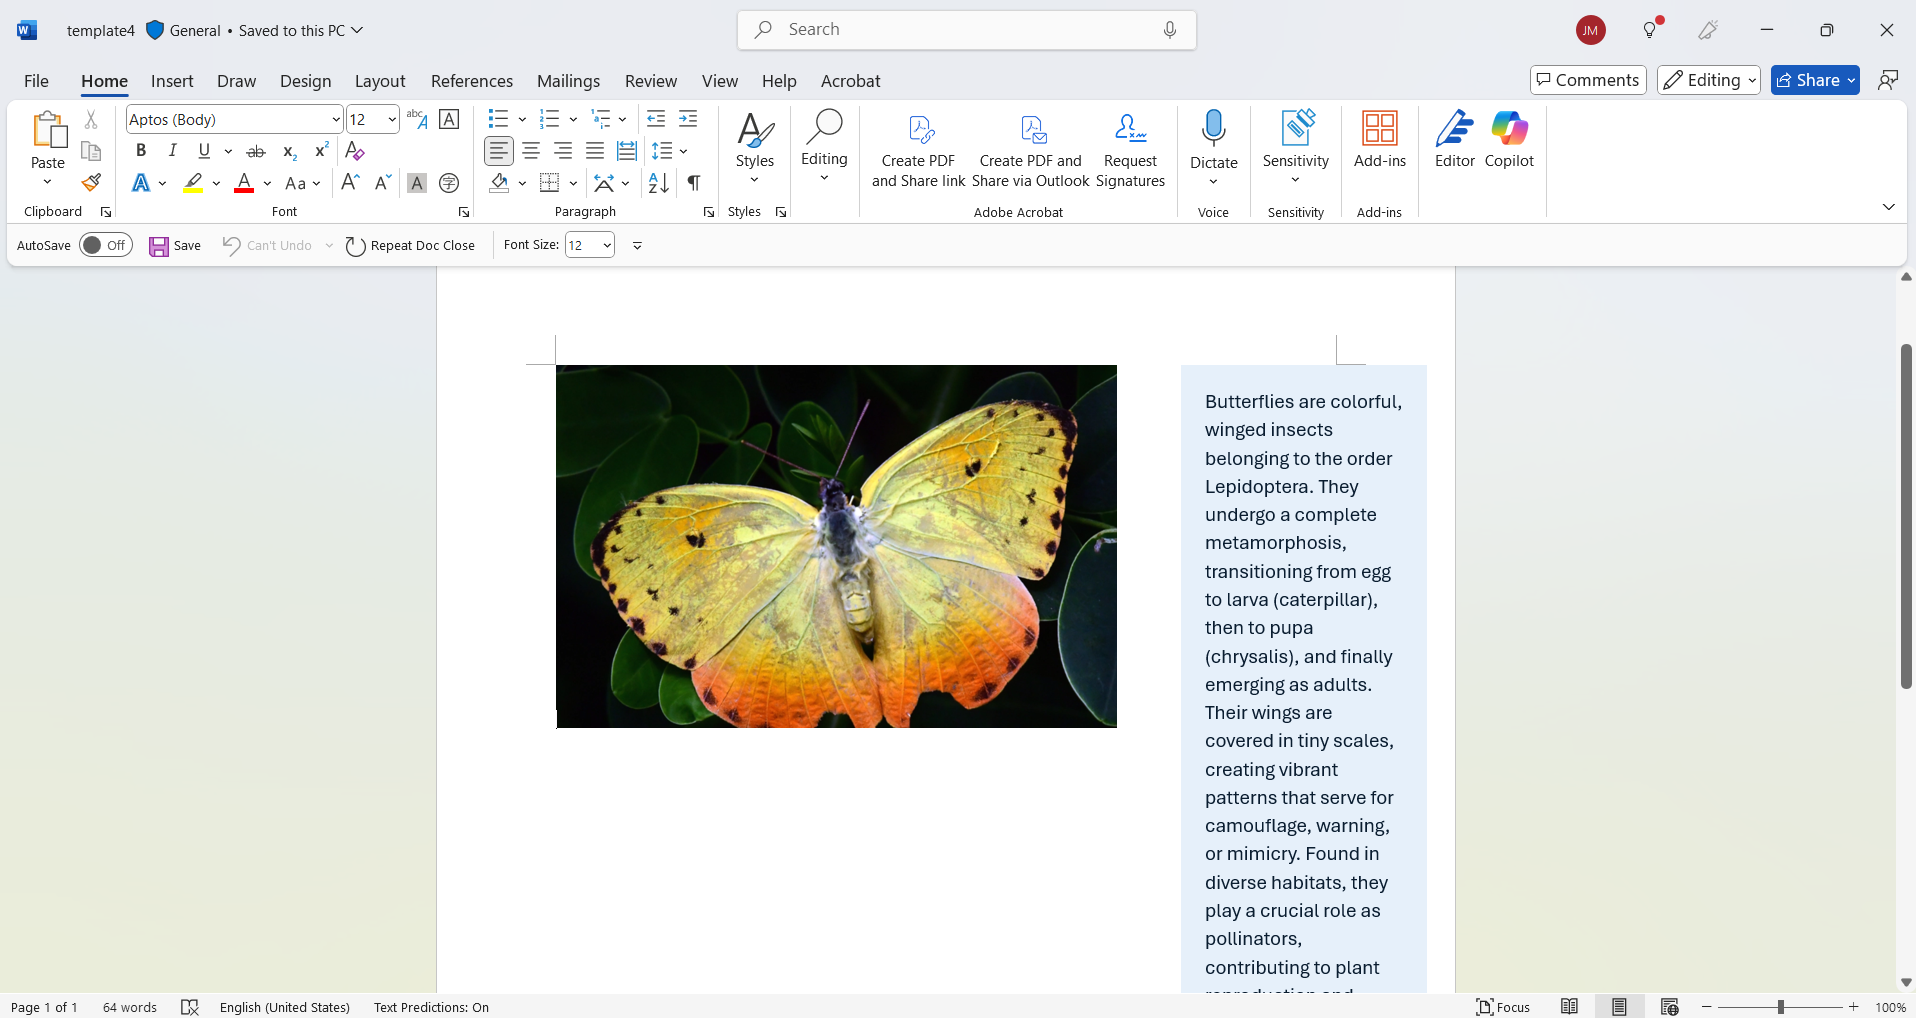 template4 General • Saved to this PC
Search
JM
File Home Insert Draw Design Layout References Mailings Review View Help Acrobat
Comments Editing Share
Aptos (Body) 12
Paste
Clipboard
Font
Paragraph
Styles
Styles
Editing
Create PDF
and Share link
Create PDF and
Share via Outlook
Request
Signatures
Adobe Acrobat
Dictate
Voice
Sensitivity
Sensitivity
Add-ins
Add-ins
Editor
Copilot
AutoSave Off Save Can't Undo Repeat Doc Close Font Size: 12
Butterflies are colorful,
winged insects
belonging to the order
Lepidoptera. They
undergo a complete
metamorphosis,
transitioning from egg
to larva (caterpillar),
then to pupa
(chrysalis), and finally
emerging as adults.
Their wings are
covered in tiny scales,
creating vibrant
patterns that serve for
camouflage, warning,
or mimicry. Found in
diverse habitats, they
play a crucial role as
pollinators,
contributing to plant
Page 1 of 1 64 words English (United States) Text Predictions: On Focus 100%